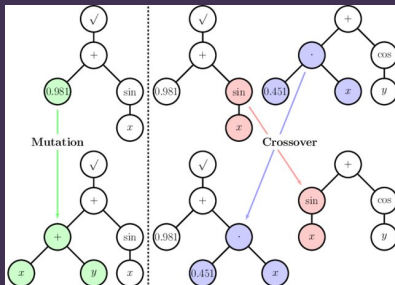 √ √ +
+ + · cos
0.981 sin 0.981 sin 0.451 x y
x x
Mutation Crossover
√ √ +
+ + sin cos
+ sin 0.981 · x y
x y x 0.451 x